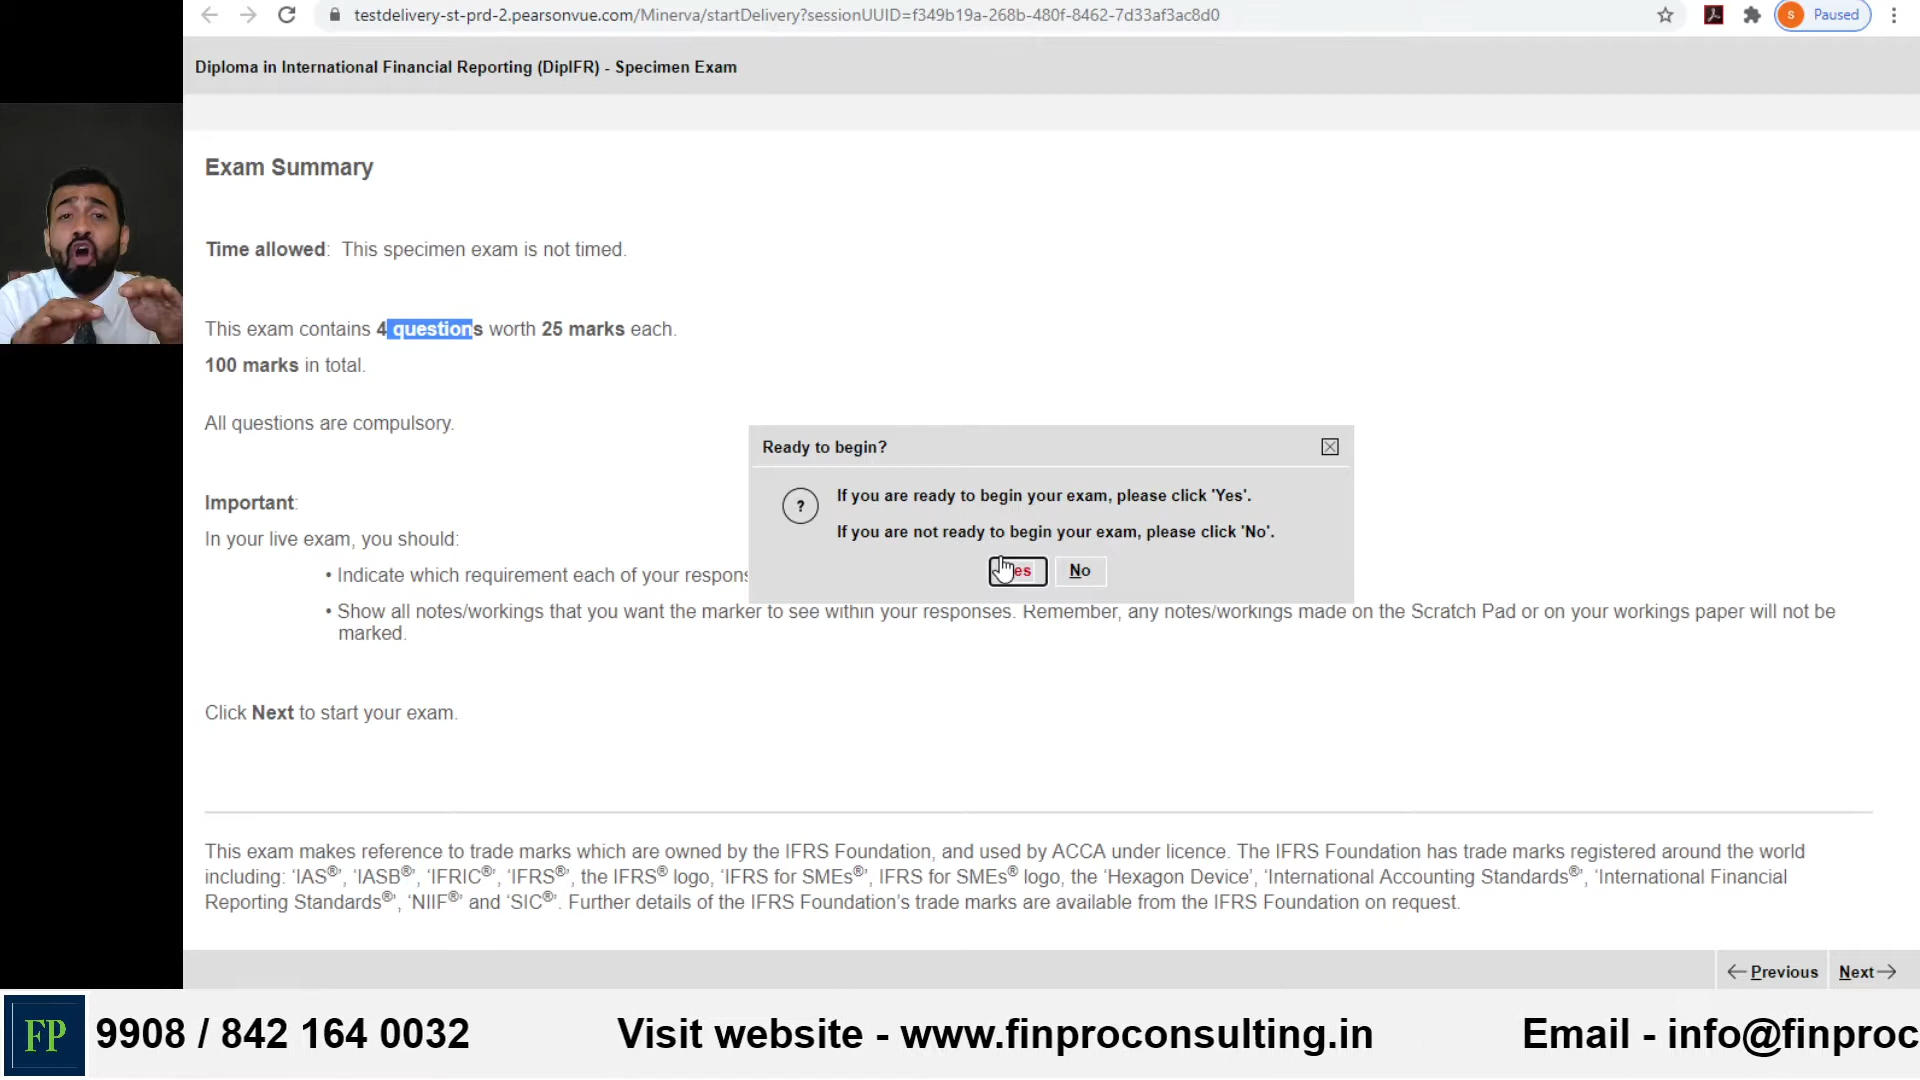 testdelivery-st-prd-2.pearsonvue.com/Minerva/startDelivery?sessionUUID=f349b19a-268b-480f-8462-7d33af3ac8d0
S Paused
Diploma in International Financial Reporting (DipIFR) - Specimen Exam
Exam Summary
Time allowed: This specimen exam is not timed.
This exam contains 4 questions worth 25 marks each.
100 marks in total.
All questions are compulsory.
Ready to begin?
? If you are ready to begin your exam, please click 'Yes'.
If you are not ready to begin your exam, please click 'No'.
No
Important:
In your live exam, you should:
• Indicate which requirement each of your
• Show all notes/workings that you want the marker to see within your responses. Remember, any notes/workings made on the Scratch Pad or on your workings paper will not be
marked.
Click Next to start your exam.
This exam makes reference to trade marks which are owned by the IFRS Foundation, and used by ACCA under licence. The IFRS Foundation has trade marks registered around the world
including: ‘IAS®’, ‘IASB®’, ‘IFRIC®’, ‘IFRS®’, the IFRS® logo, ‘IFRS for SMEs®’, IFRS for SMEs® logo, the ‘Hexagon Device’, ‘International Accounting Standards®’, ‘International Financial
Reporting Standards®’, ‘NIIF®’ and ‘SIC®’. Further details of the IFRS Foundation’s trade marks are available from the IFRS Foundation on request.
Previous Next
FP 9908 / 842 164 0032 Visit website - www.finproconsulting.in Email - info@finproc